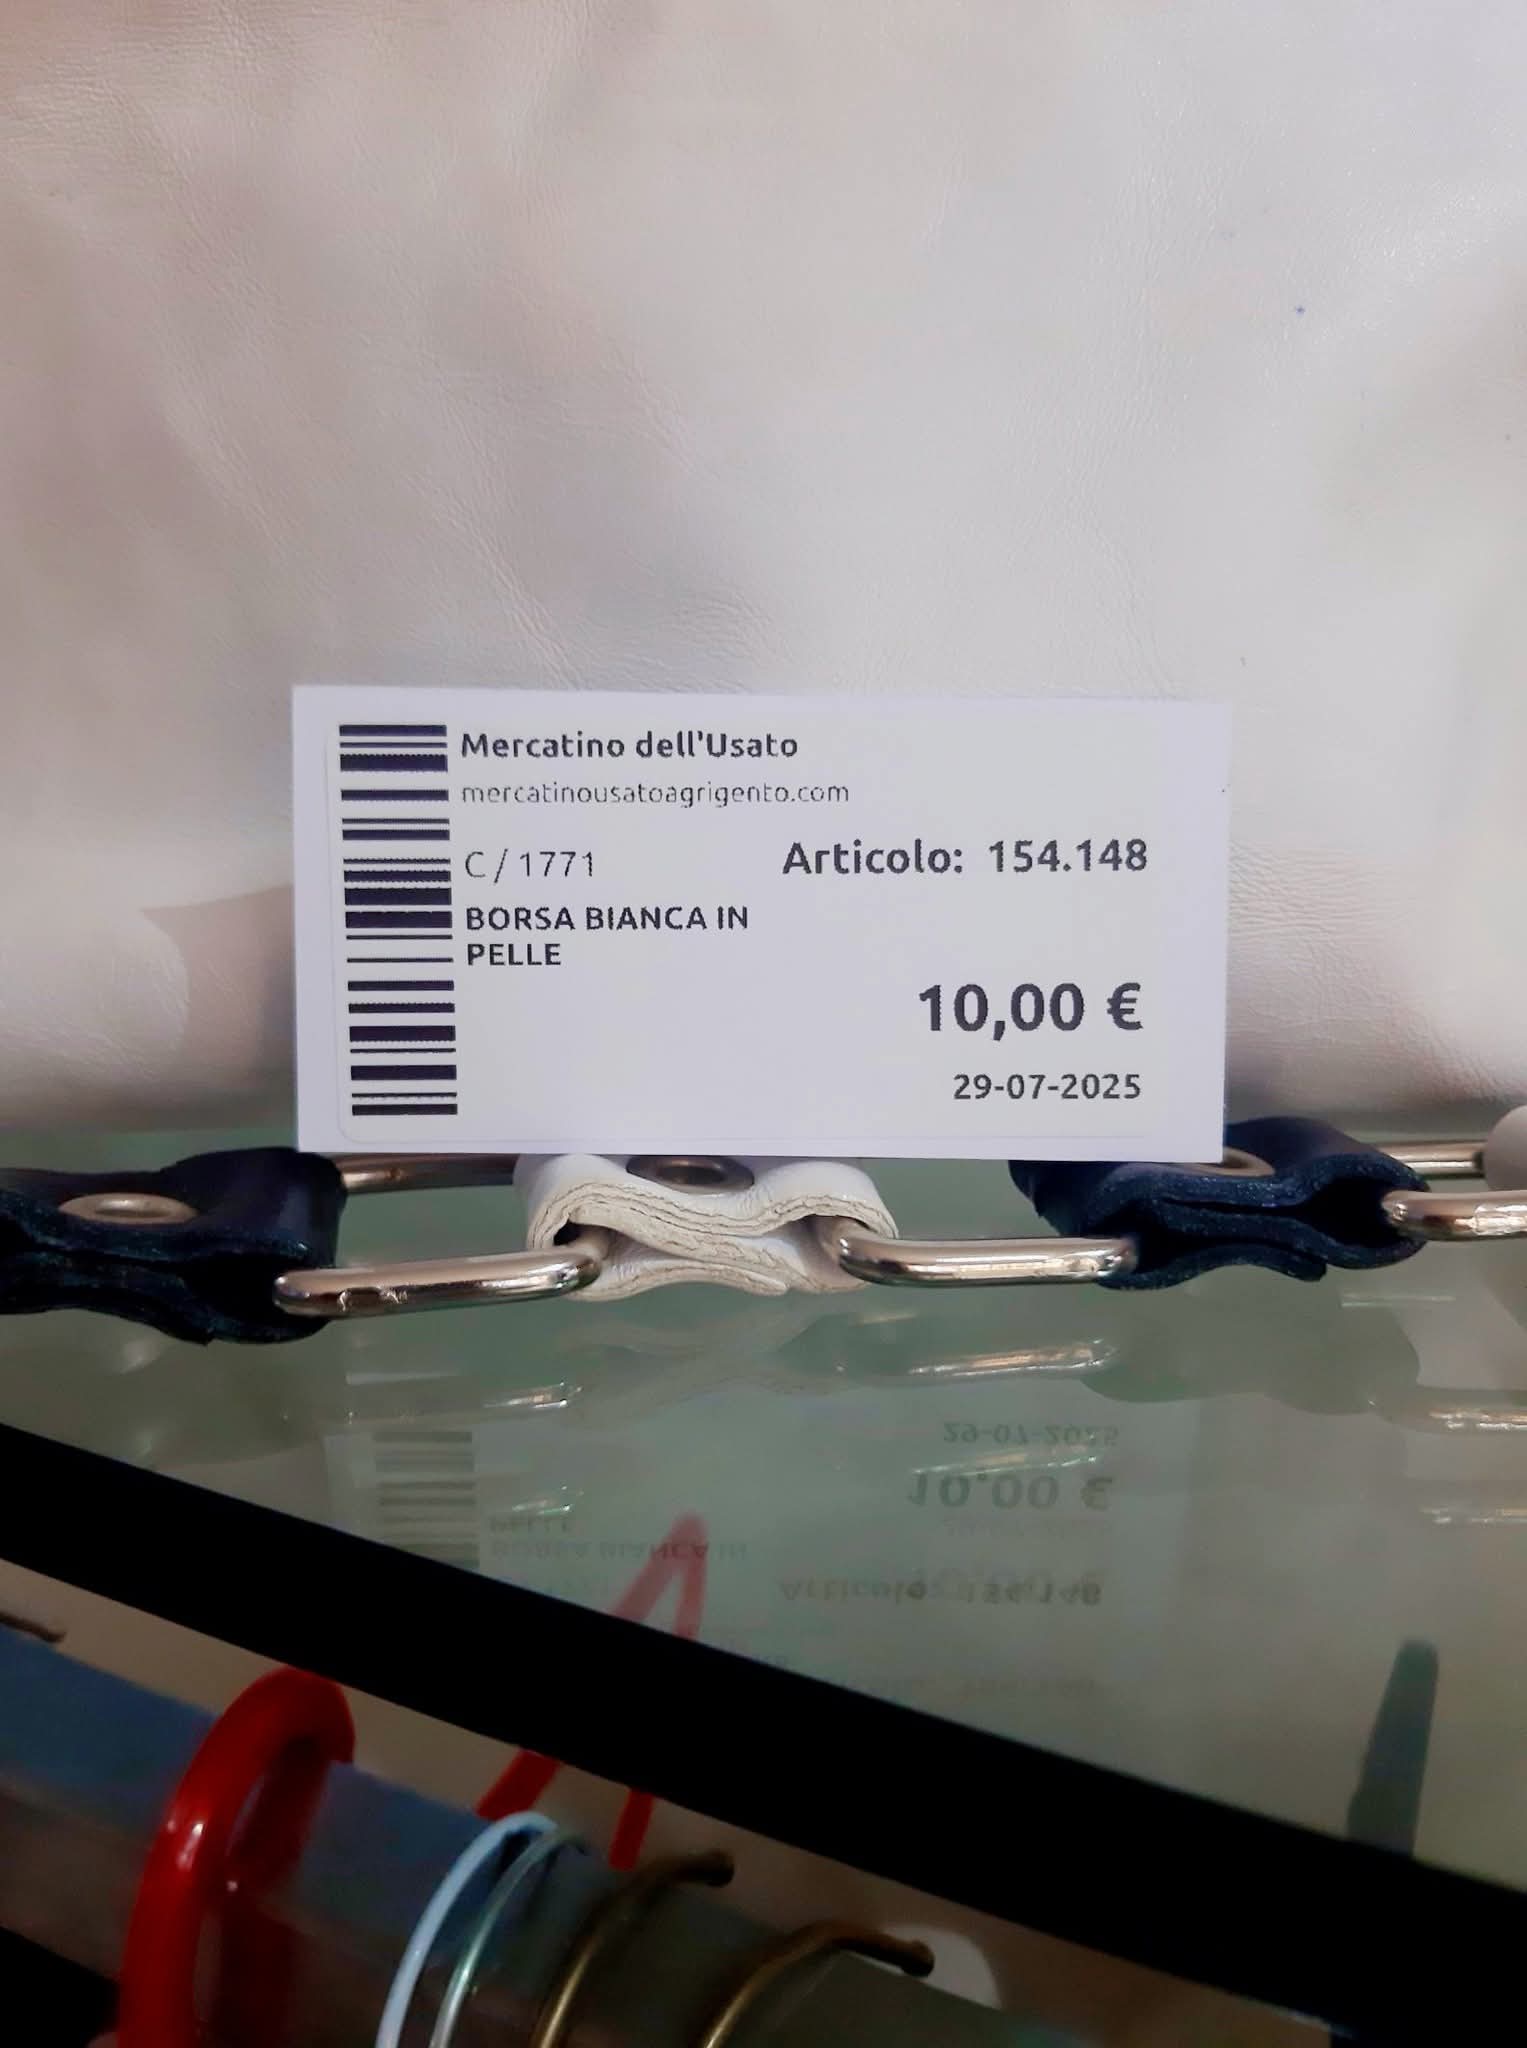 Mercatino dell'Usato
mercatinousatoagrigento.com
C / 1771
Articolo: 154.148
BORSA BIANCA IN
PELLE
10,00 €
29-07-2025